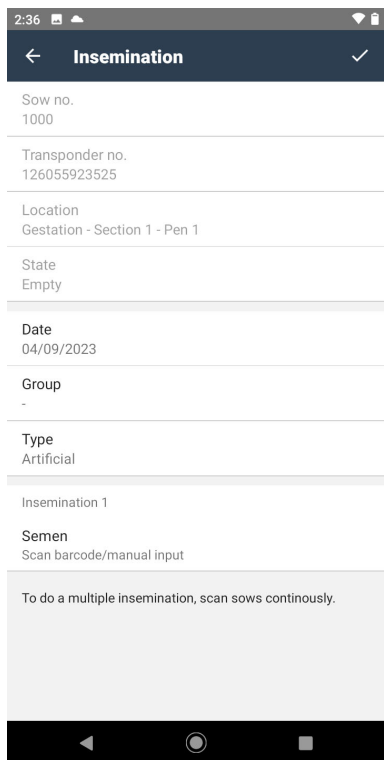 2:36
Insemination
Sow no.
1000
Transponder no.
126055923525
Location
Gestation - Section 1 - Pen 1
State
Empty
Date
04/09/2023
Group
-
Type
Artificial
Insemination 1
Semen
Scan barcode/manual input
To do a multiple insemination, scan sows continously.